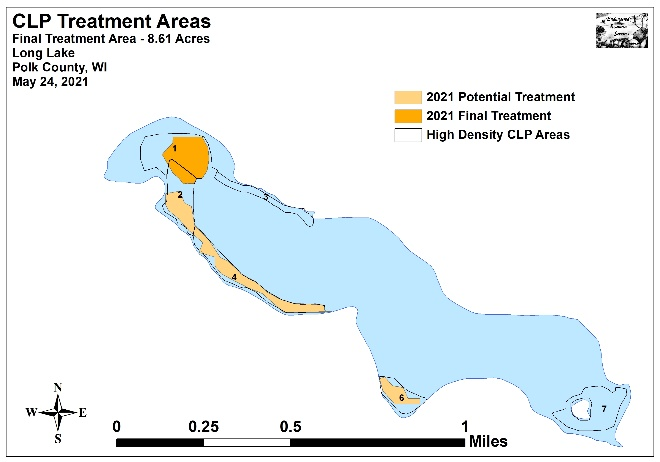 CLP Treatment Areas
Final Treatment Area - 8.61 Acres
Long Lake
Polk County, WI
May 24, 2021
2021 Potential Treatment
2021 Final Treatment
High Density CLP Areas
1
2
3
4
6
7
N
W E
S
0 0.25 0.5 1
Miles